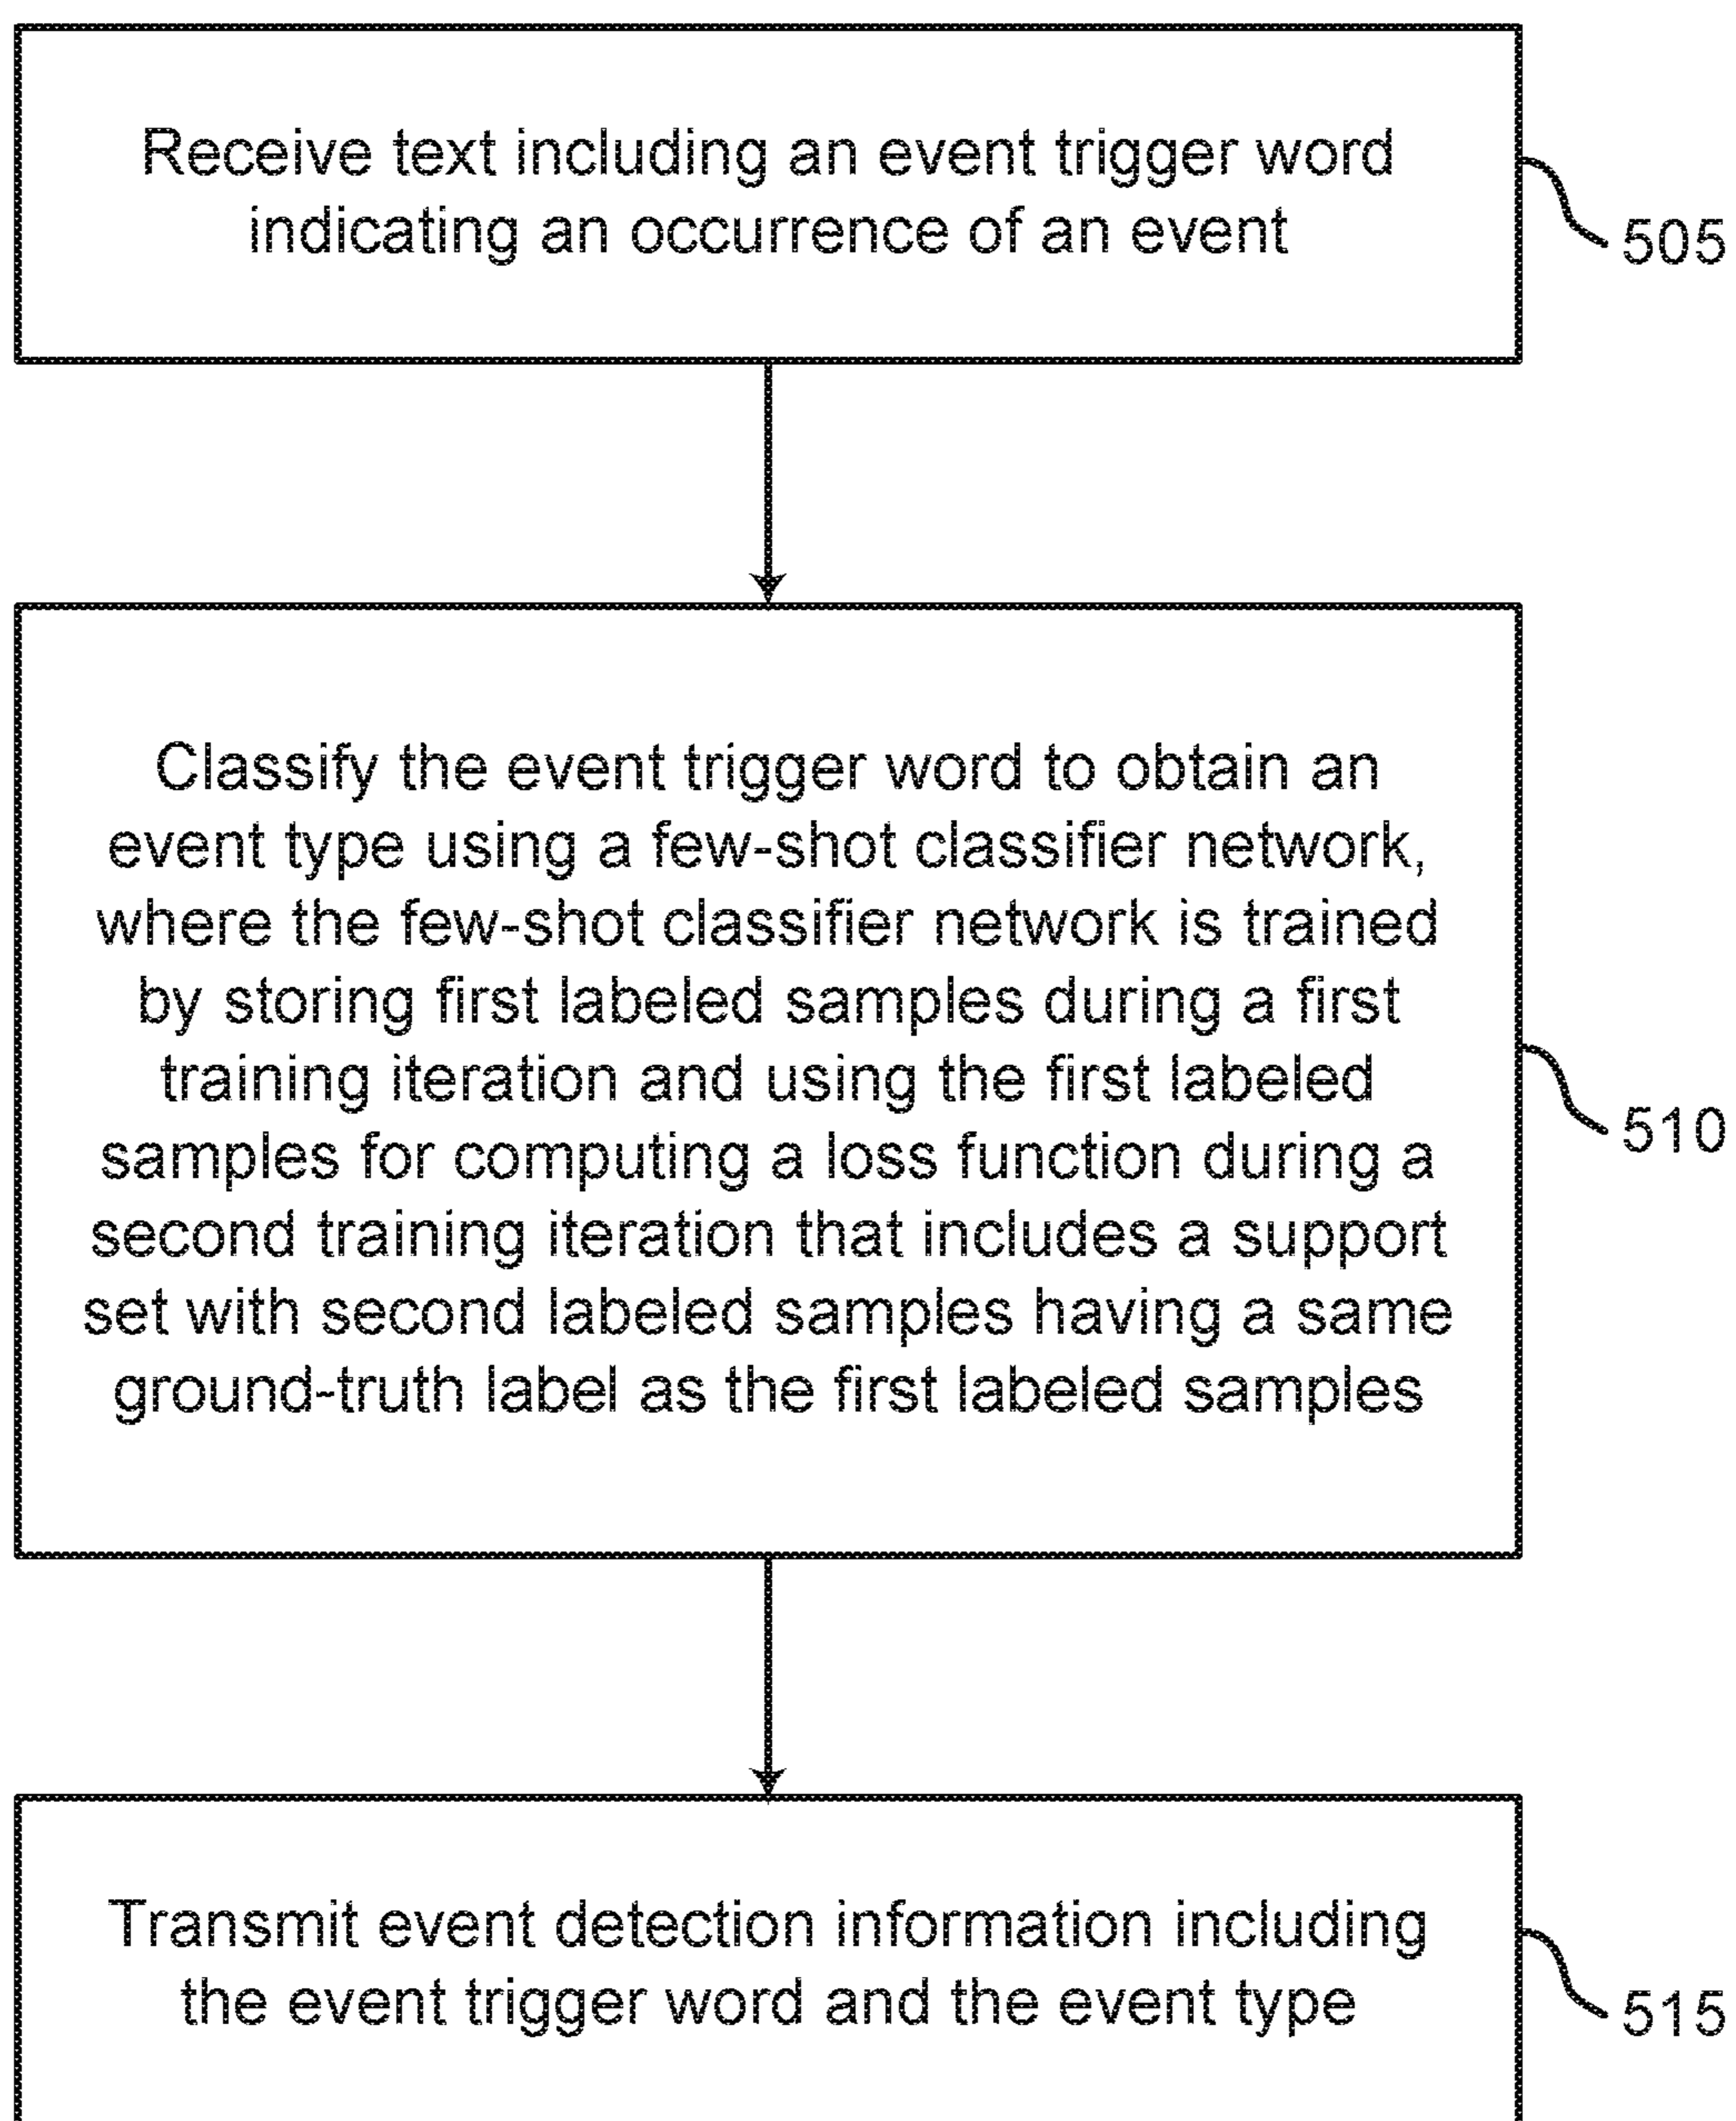 Receive text including an event trigger word
indicating an occurrence of an event
505
Classify the event trigger word to obtain an
event type using a few-shot classifier network,
where the few-shot classifier network is trained
by storing first labeled samples during a first
training iteration and using the first labeled
samples for computing a loss function during a
second training iteration that includes a support
set with second labeled samples having a same
ground-truth label as the first labeled samples
510
Transmit event detection information including
the event trigger word and the event type
515